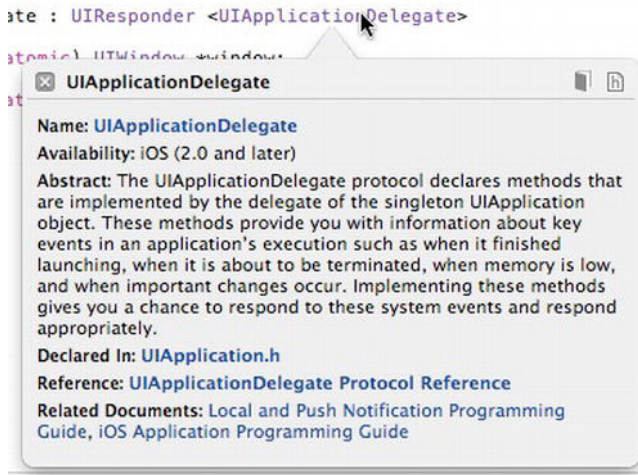 ate : UIResponder <UIApplicationDelegate>
atomic) UIWindow *window;
at
UIApplicationDelegate
h
Name: UIApplicationDelegate
Availability: iOS (2.0 and later)
Abstract: The UIApplicationDelegate protocol declares methods that
are implemented by the delegate of the singleton UIApplication
object. These methods provide you with information about key
events in an application's execution such as when it finished
launching, when it is about to be terminated, when memory is low,
and when important changes occur. Implementing these methods
gives you a chance to respond to these system events and respond
appropriately.
Declared In: UIApplication.h
Reference: UIApplicationDelegate Protocol Reference
Related Documents: Local and Push Notification Programming
Guide, iOS Application Programming Guide